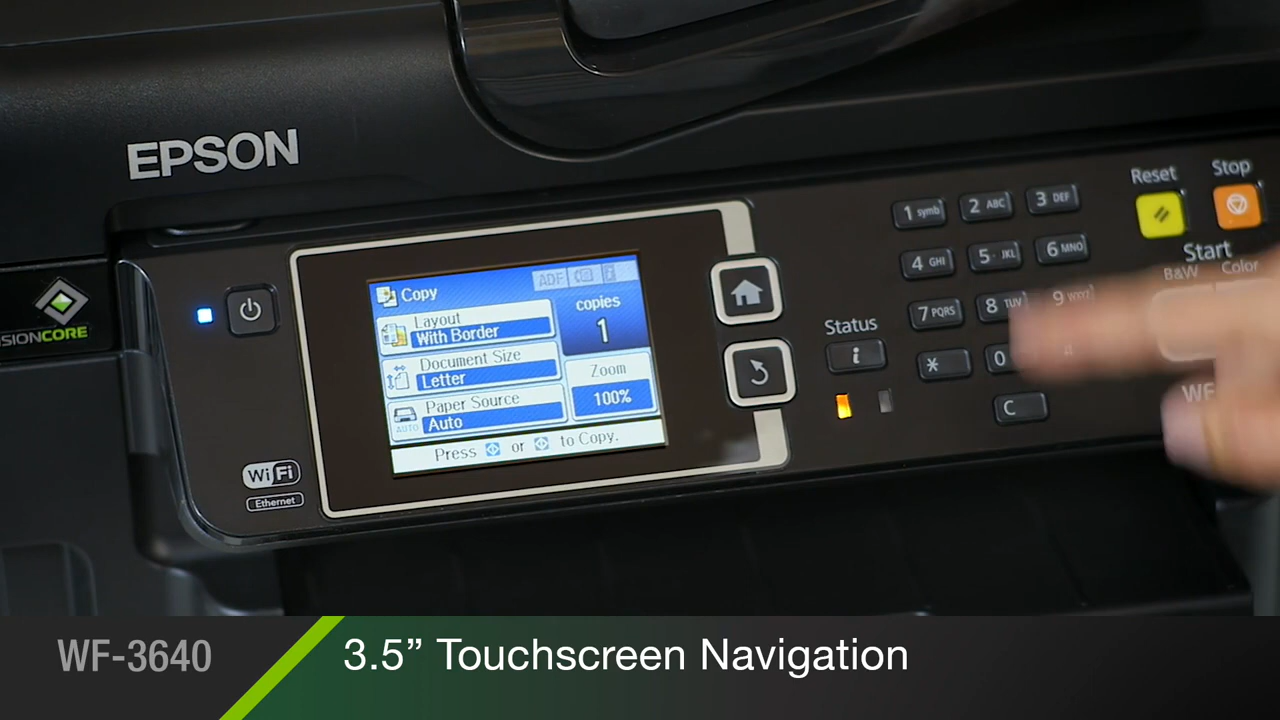 EPSON
SIONCORE
WiFi
Ethernet
Copy
ADF
Layout
With Border
Document Size
Letter
Paper Source
AUTO
Auto
copies
1
Zoom
100%
Press or to Copy.
Status
i
1 symb
2 ABC
3 DEF
4 GHI
5 JKL
6 MNO
7 PQRS
8 TUV
9 WXYZ
*
0
C
Reset
Stop
Start
B&W
Color
WF
WF-3640
3.5” Touchscreen Navigation